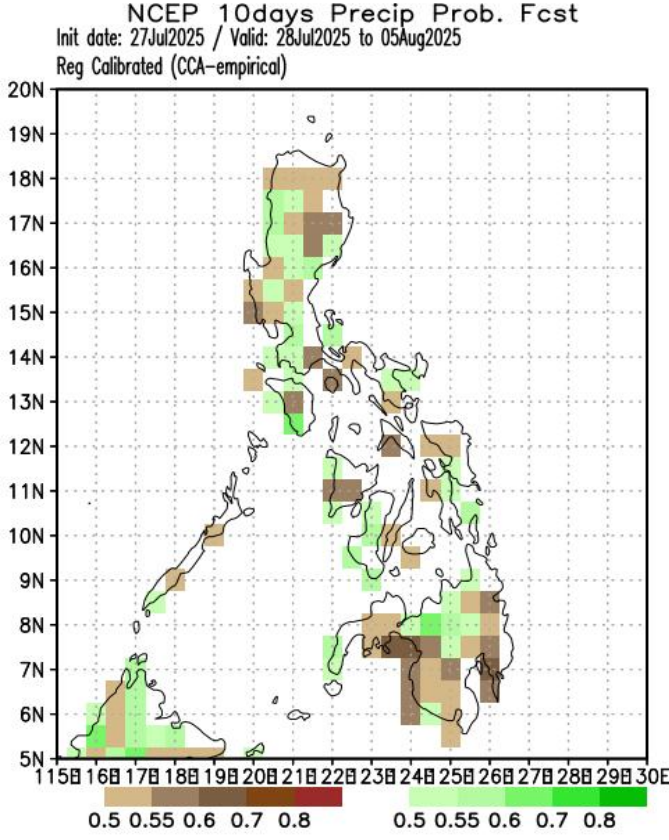 NCEP 10days Precip Prob. Fcst
Init date: 27Jul2025 / Valid: 28Jul2025 to 05Aug2025
Reg Calibrated (CCA-empirical)
20N
19N
18N
17N
16N
15N
14N
13N
12N
11N
10N
9N
8N
7N
6N
5N
115E 116E 117E 118E 119E 120E 121E 122E 123E 124E 125E 126E 127E 128E 129E 130E
0.5 0.55 0.6 0.7 0.8 0.5 0.55 0.6 0.7 0.8